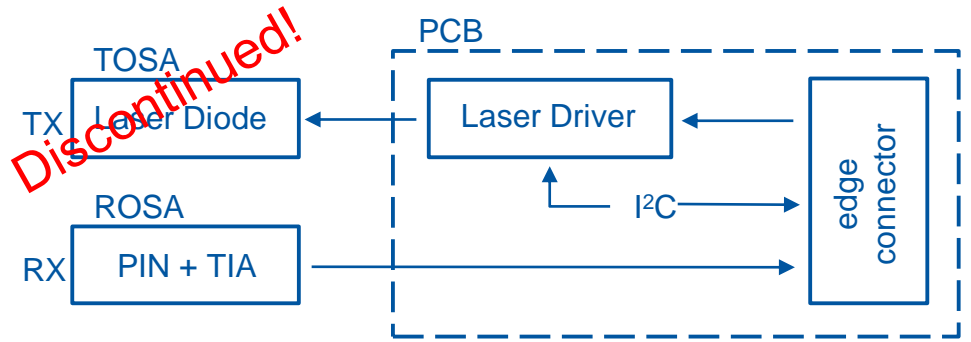 PCB
TOSA
TX
Laser Diode
Discontinued!
Laser Driver
I²C
edge
connector
ROSA
RX
PIN + TIA